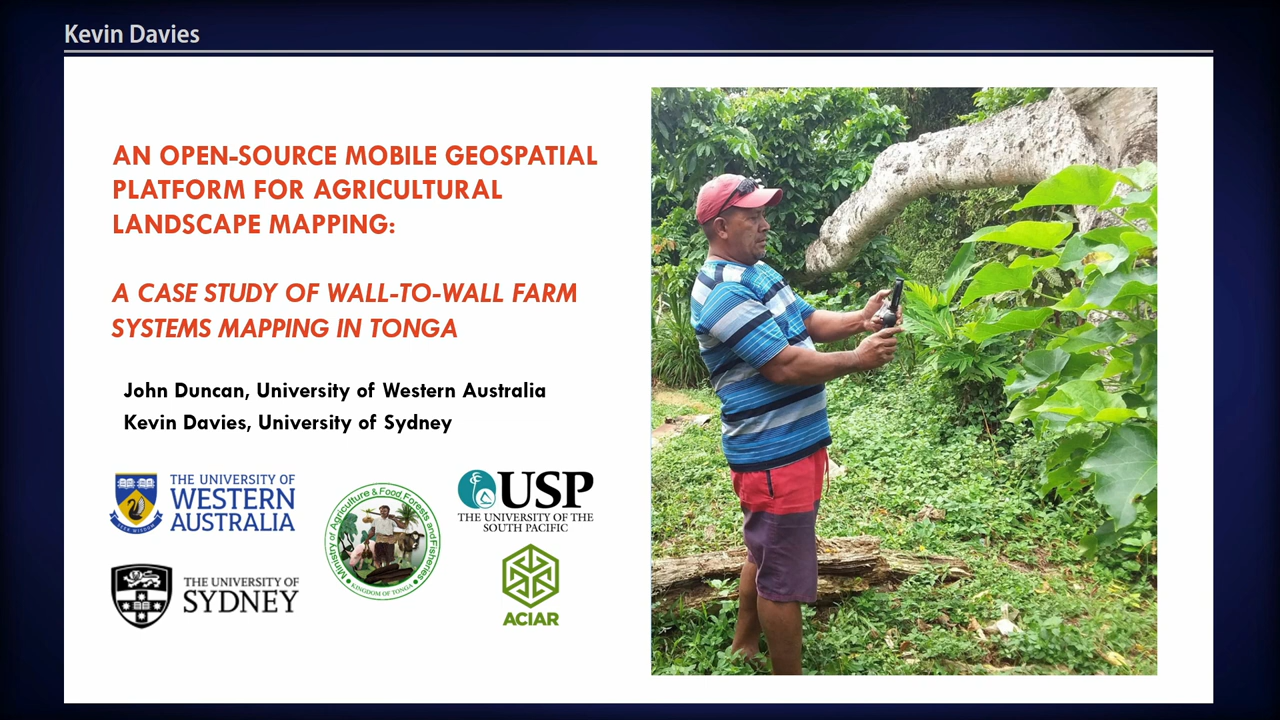 Kevin Davies
AN OPEN-SOURCE MOBILE GEOSPATIAL
PLATFORM FOR AGRICULTURAL
LANDSCAPE MAPPING:
A CASE STUDY OF WALL-TO-WALL FARM
SYSTEMS MAPPING IN TONGA
John Duncan, University of Western Australia
Kevin Davies, University of Sydney
THE UNIVERSITY OF
WESTERN
AUSTRALIA
SEEK WISDOM
Ministry of Agriculture & Food Forests and Fisheries
KINGDOM OF TONGA
USP
THE UNIVERSITY OF THE
SOUTH PACIFIC
THE UNIVERSITY OF
SYDNEY
ACIAR